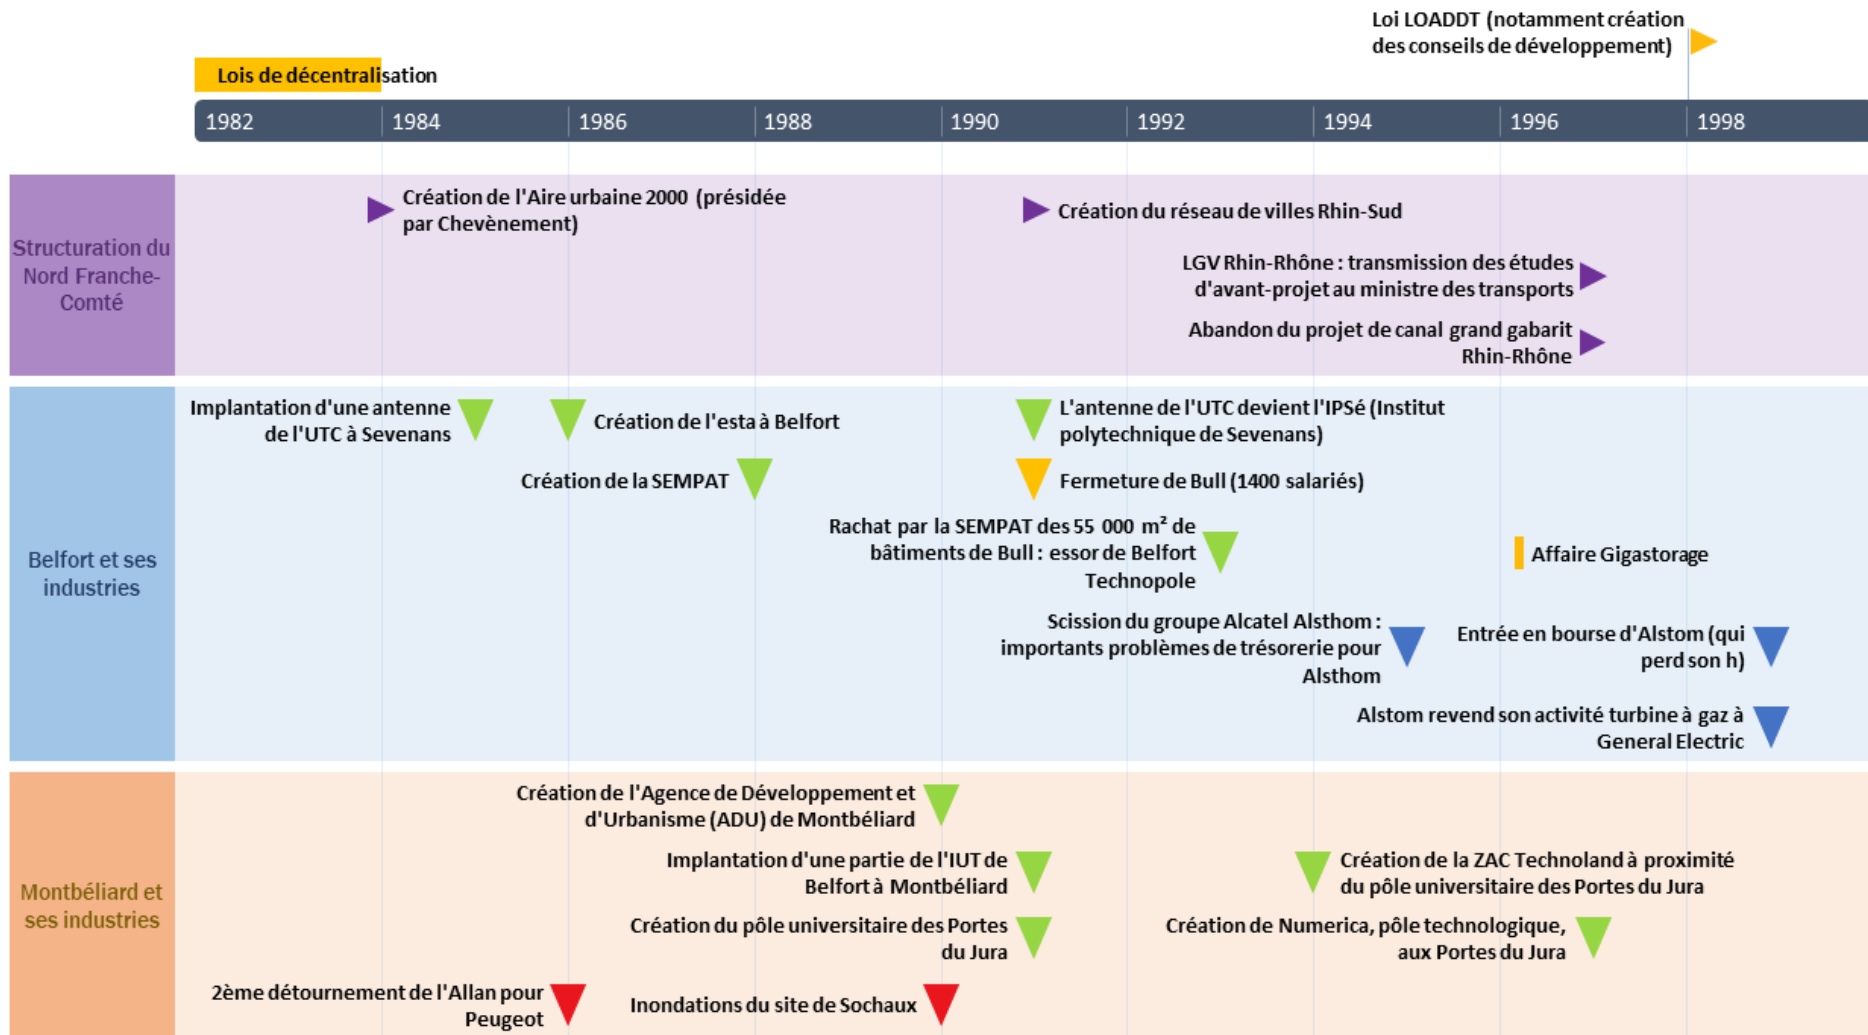 Loi LOADDT (notamment création
des conseils de développement)
Lois de décentralisation
1982 1984 1986 1988 1990 1992 1994 1996 1998
Structuration du
Nord Franche-
Comté
Création de l'Aire urbaine 2000 (présidée
par Chevènement)
Création du réseau de villes Rhin-Sud
LGV Rhin-Rhône : transmission des études
d'avant-projet au ministre des transports
Abandon du projet de canal grand gabarit
Rhin-Rhône
Belfort et ses
industries
Implantation d'une antenne
de l'UTC à Sevenans
Création de l'esta à Belfort
L'antenne de l'UTC devient l'IPSé (Institut
polytechnique de Sevenans)
Création de la SEMPAT
Fermeture de Bull (1400 salariés)
Rachat par la SEMPAT des 55 000 m² de
bâtiments de Bull : essor de Belfort
Technopole
Affaire Gigastorage
Scission du groupe Alcatel Alsthom :
importants problèmes de trésorerie pour
Alsthom
Entrée en bourse d'Alstom (qui
perd son h)
Alstom revend son activité turbine à gaz à
General Electric
Montbéliard et
ses industries
Création de l'Agence de Développement et
d'Urbanisme (ADU) de Montbéliard
Implantation d'une partie de l'IUT de
Belfort à Montbéliard
Création de la ZAC Technoland à proximité
du pôle universitaire des Portes du Jura
Création du pôle universitaire des Portes
du Jura
Création de Numerica, pôle technologique,
aux Portes du Jura
2ème détournement de l'Allan pour
Peugeot
Inondations du site de Sochaux